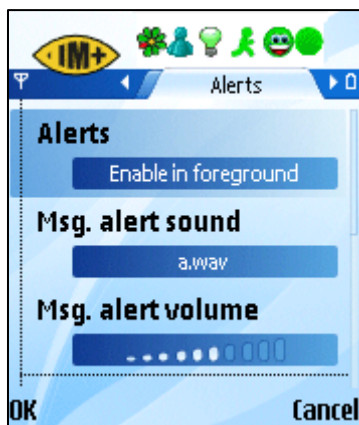 IM+
Alerts
Alerts
Enable in foreground
Msg. alert sound
a.wav
Msg. alert volume
OK Cancel